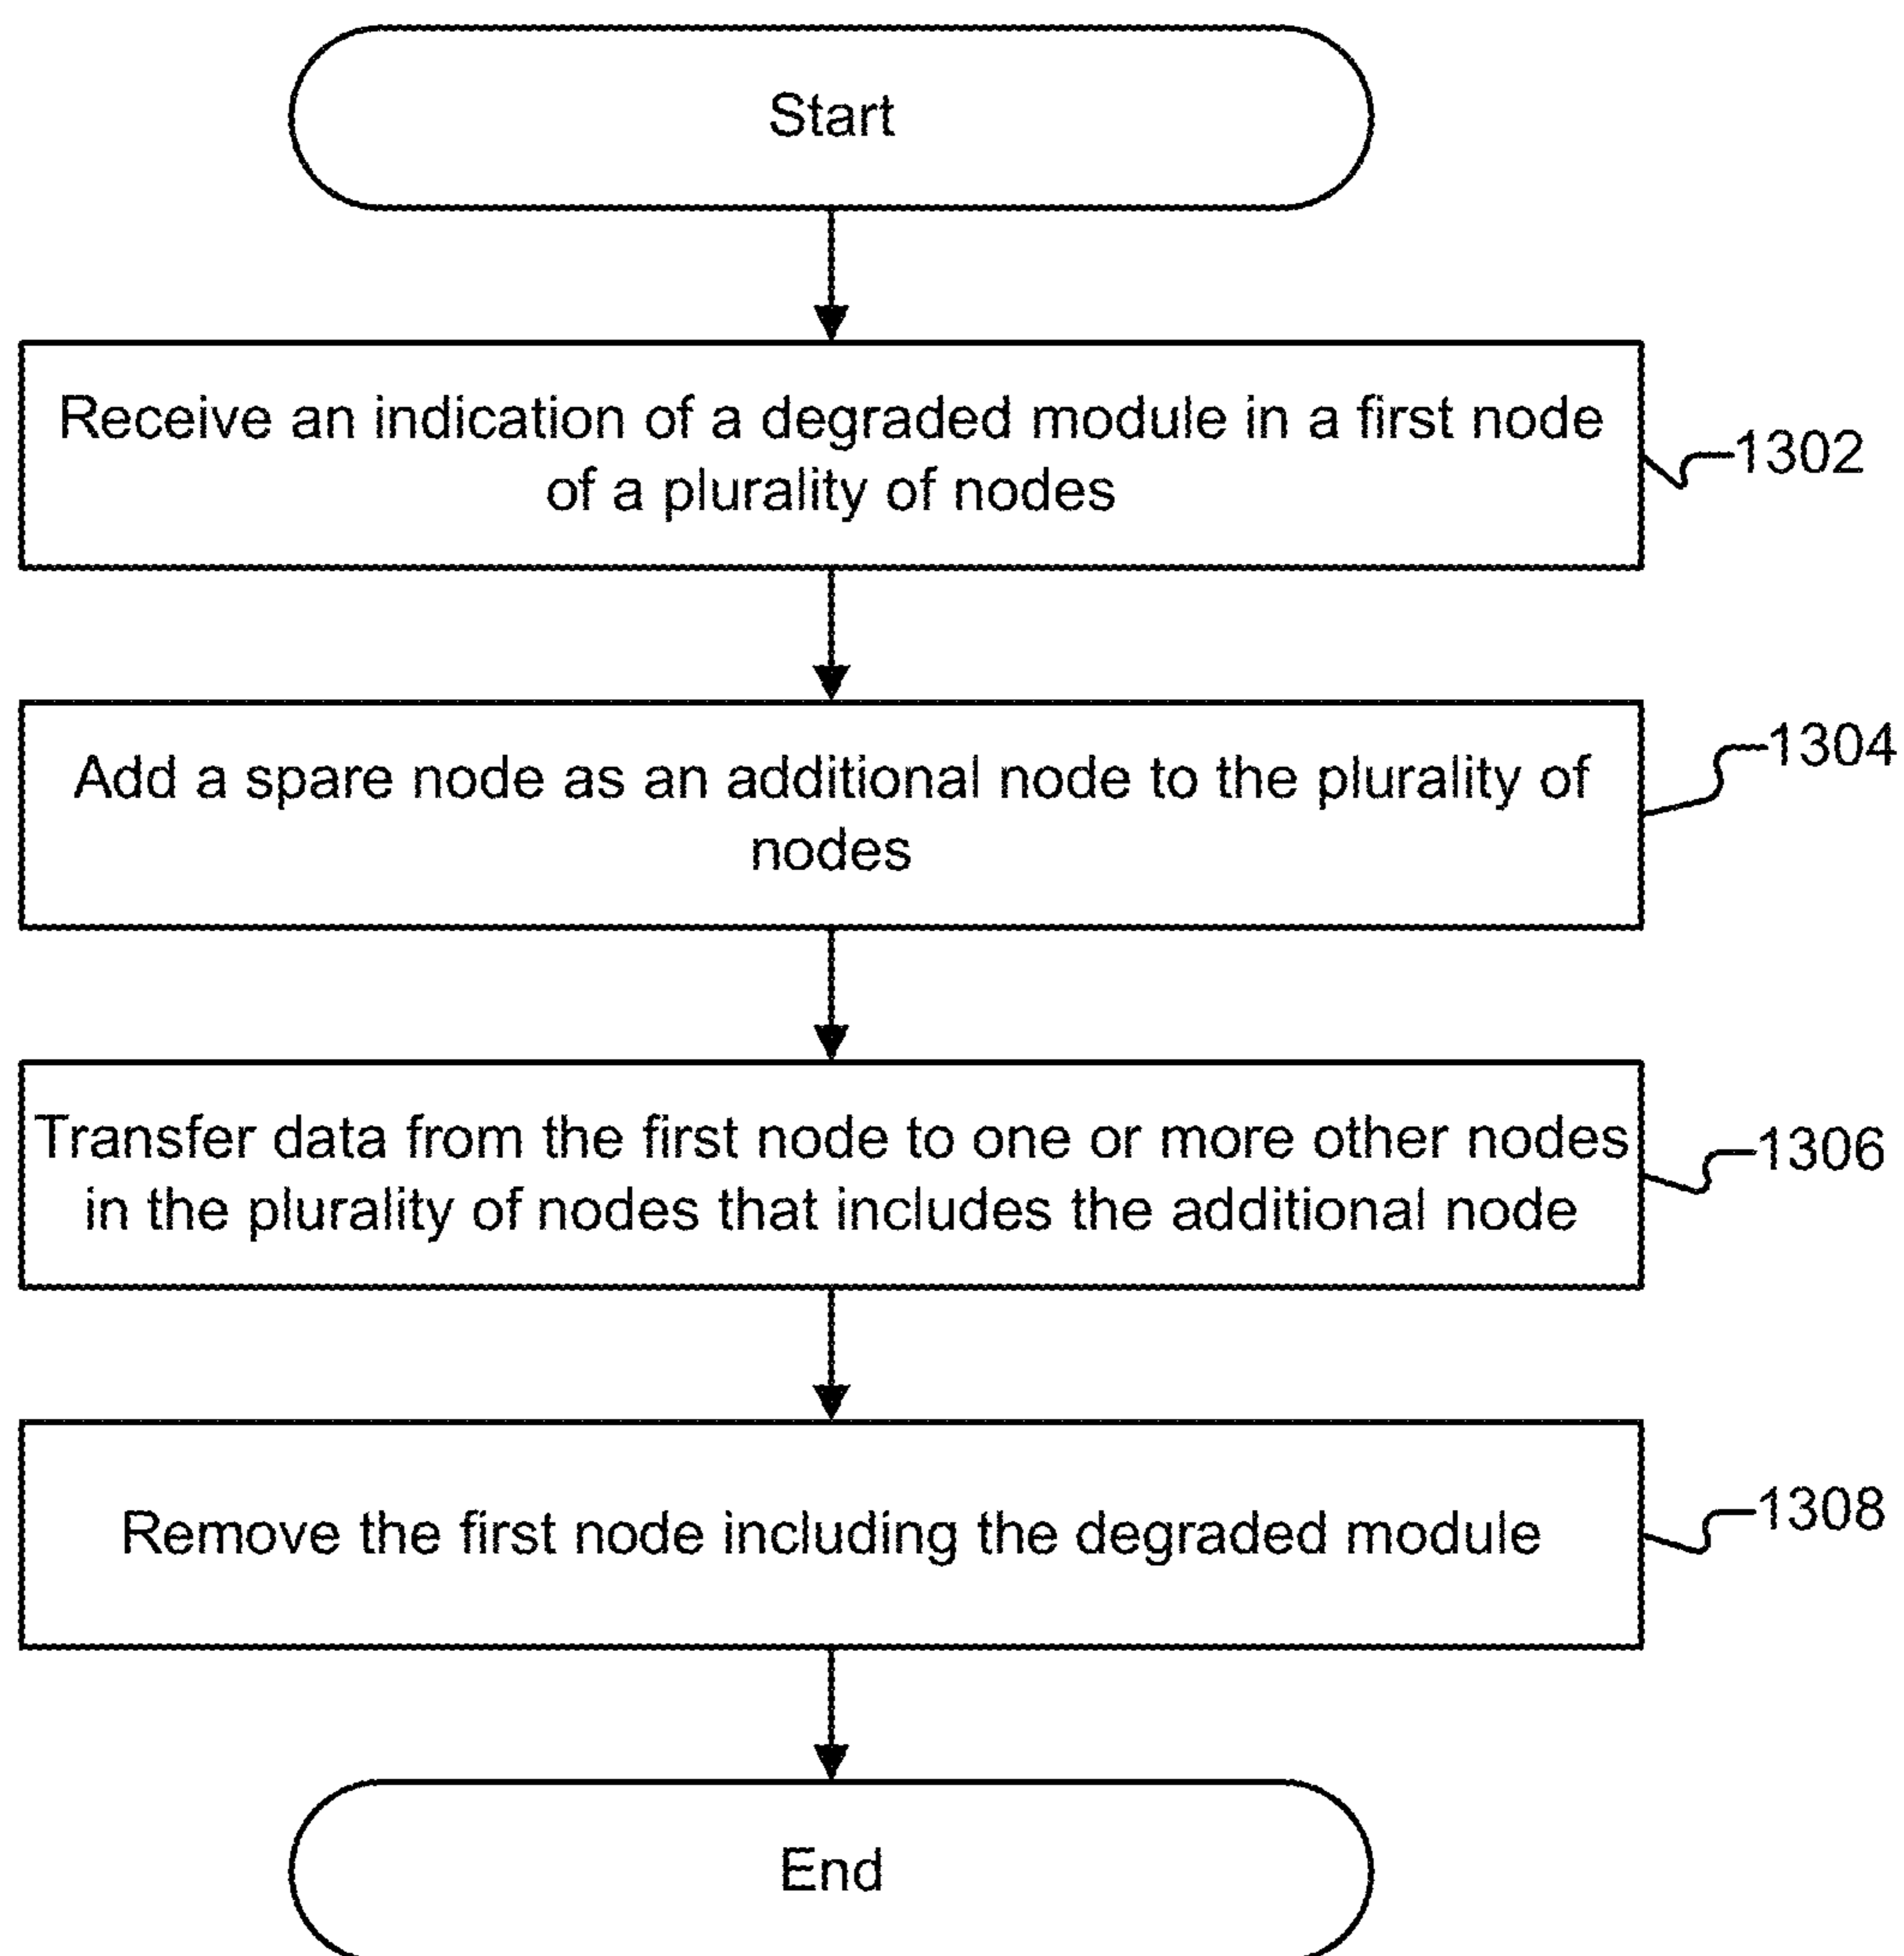 Start
Receive an indication of a degraded module in a first node
of a plurality of nodes
1302
Add a spare node as an additional node to the plurality of
nodes
1304
Transfer data from the first node to one or more other nodes
in the plurality of nodes that includes the additional node
1306
Remove the first node including the degraded module
1308
End